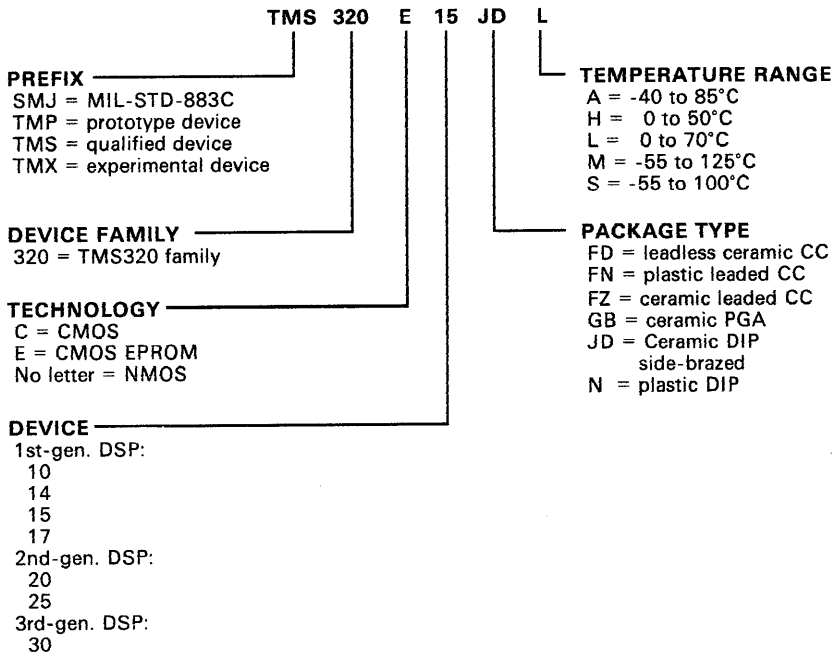 TMS 320 E 15 JD L
PREFIX
SMJ = MIL-STD-883C
TMP = prototype device
TMS = qualified device
TMX = experimental device
DEVICE FAMILY
320 = TMS320 family
TECHNOLOGY
C = CMOS
E = CMOS EPROM
No letter = NMOS
DEVICE
1st-gen. DSP:
10
14
15
17
2nd-gen. DSP:
20
25
3rd-gen. DSP:
30
TEMPERATURE RANGE
A = -40 to 85°C
H = 0 to 50°C
L = 0 to 70°C
M = -55 to 125°C
S = -55 to 100°C
PACKAGE TYPE
FD = leadless ceramic CC
FN = plastic leaded CC
FZ = ceramic leaded CC
GB = ceramic PGA
JD = Ceramic DIP
side-brazed
N = plastic DIP